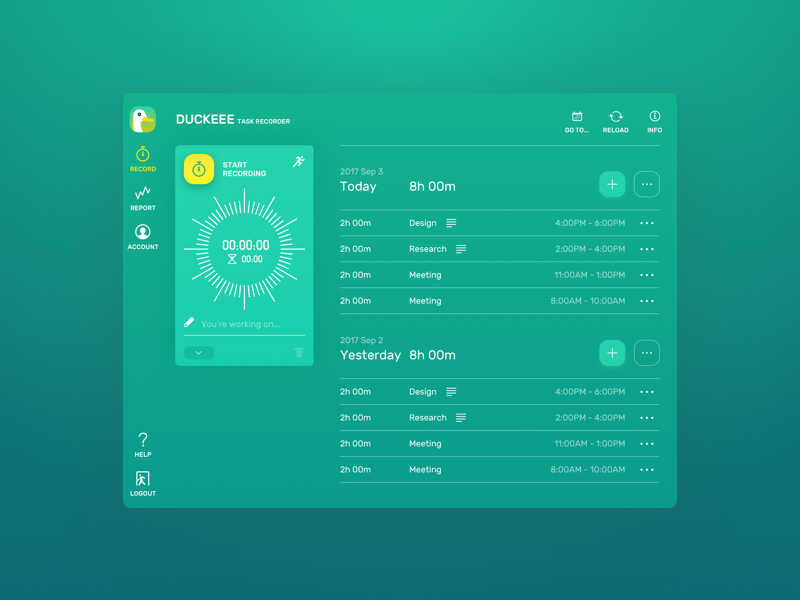 DUCKEEE TASK RECORDER
GO TO...
RELOAD
INFO
RECORD
REPORT
ACCOUNT
HELP
LOGOUT
START
RECORDING
00:00:00
00:00
You're working on...
2017 Sep 3
Today 8h 00m
2h 00m Design 4:00PM - 6:00PM
2h 00m Research 2:00PM - 4:00PM
2h 00m Meeting 11:00AM - 1:00PM
2h 00m Meeting 8:00AM - 10:00AM
2017 Sep 2
Yesterday 8h 00m
2h 00m Design 4:00PM - 6:00PM
2h 00m Research 2:00PM - 4:00PM
2h 00m Meeting 11:00AM - 1:00PM
2h 00m Meeting 8:00AM - 10:00AM